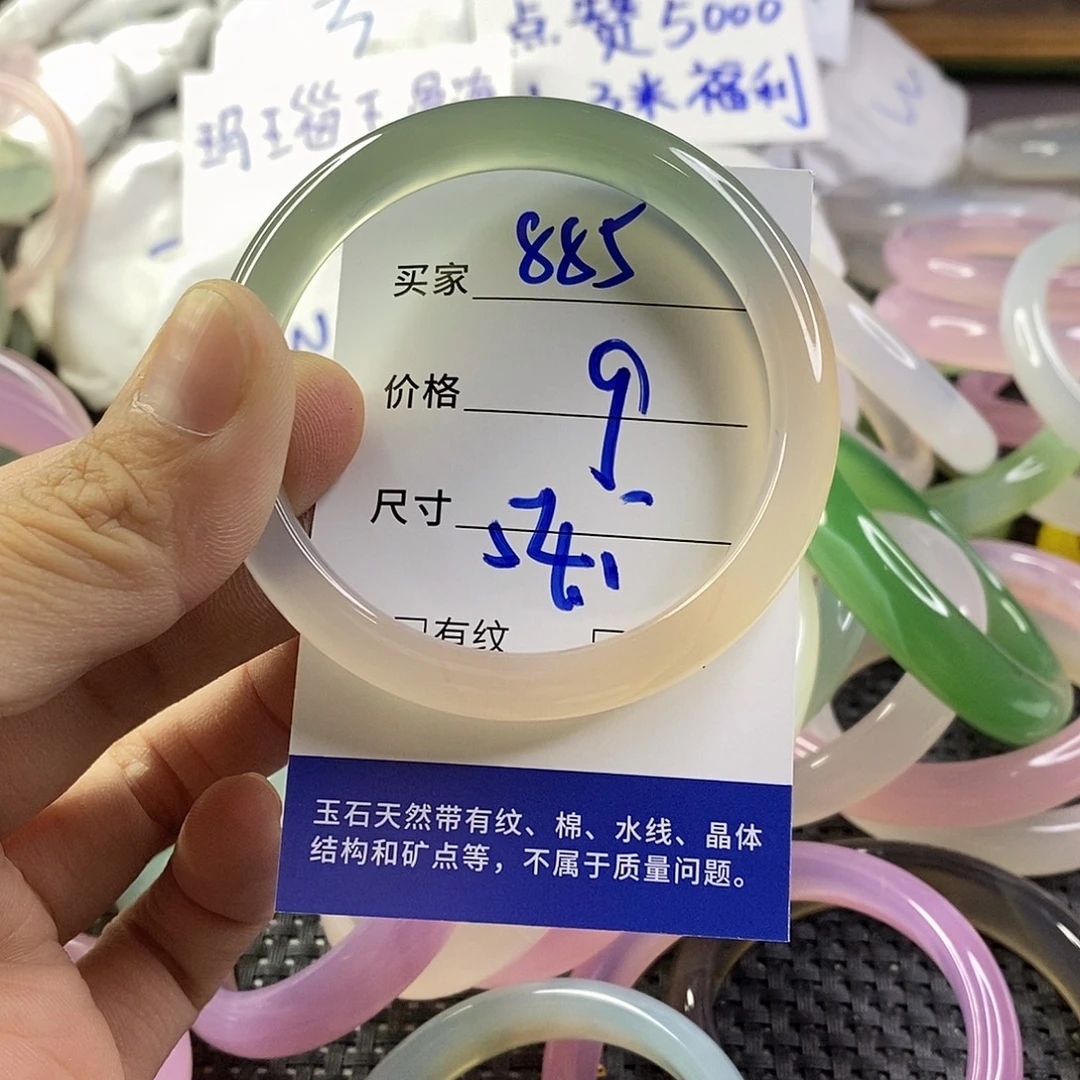 点赞5000
玛瑙王
米福利
买家 885
价格 9
尺寸 54.1
有纹
玉石天然带有纹、棉、水线、晶体
结构和矿点等，不属于质量问题。